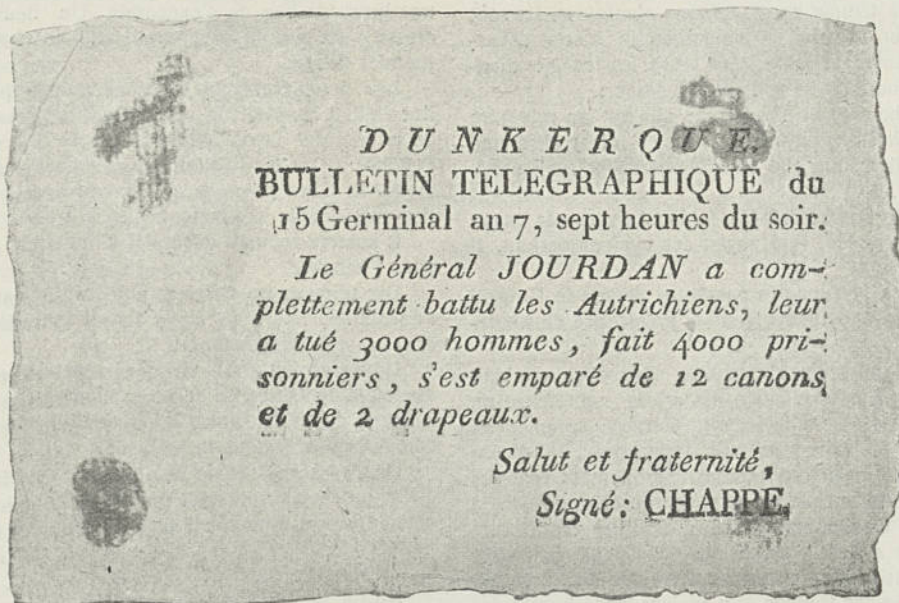 DUNKERQUE.
BULLETIN TELEGRAPHIQUE du
15 Germinal an 7, sept heures du soir.
Le Général JOURDAN a com-
plettement battu les Autrichiens, leur
a tué 3000 hommes, fait 4000 pri-
sonniers, s'est emparé de 12 canons
et de 2 drapeaux.
Salut et fraternité,
Signé: CHAPPE.